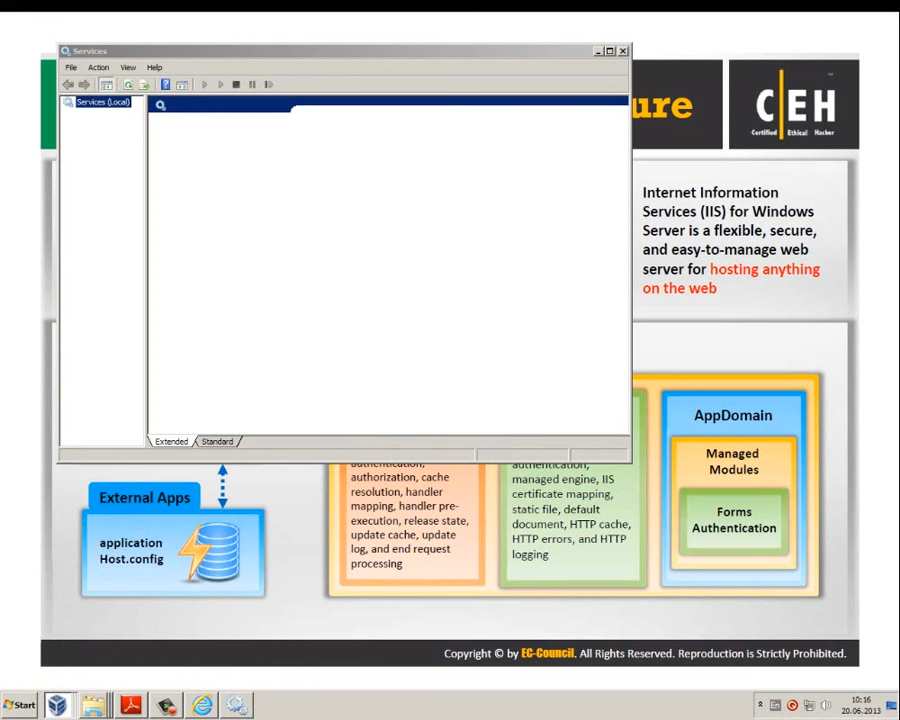 Services
File Action View Help
Services (Local)
Extended Standard
ure
C|EH
Certified Ethical Hacker
Internet Information
Services (IIS) for Windows
Server is a flexible, secure,
and easy-to-manage web
server for hosting anything
on the web
External Apps
application
Host.config
authentication,
authorization, cache
resolution, handler
mapping, handler pre-
execution, release state,
update cache, update
log, and end request
processing
authentication,
managed engine, IIS
certificate mapping,
static file, default
document, HTTP cache,
HTTP errors, and HTTP
logging
AppDomain
Managed
Modules
Forms
Authentication
Copyright © by EC-Council. All Rights Reserved. Reproduction is Strictly Prohibited.
Start
En
10:16
20.06.2013